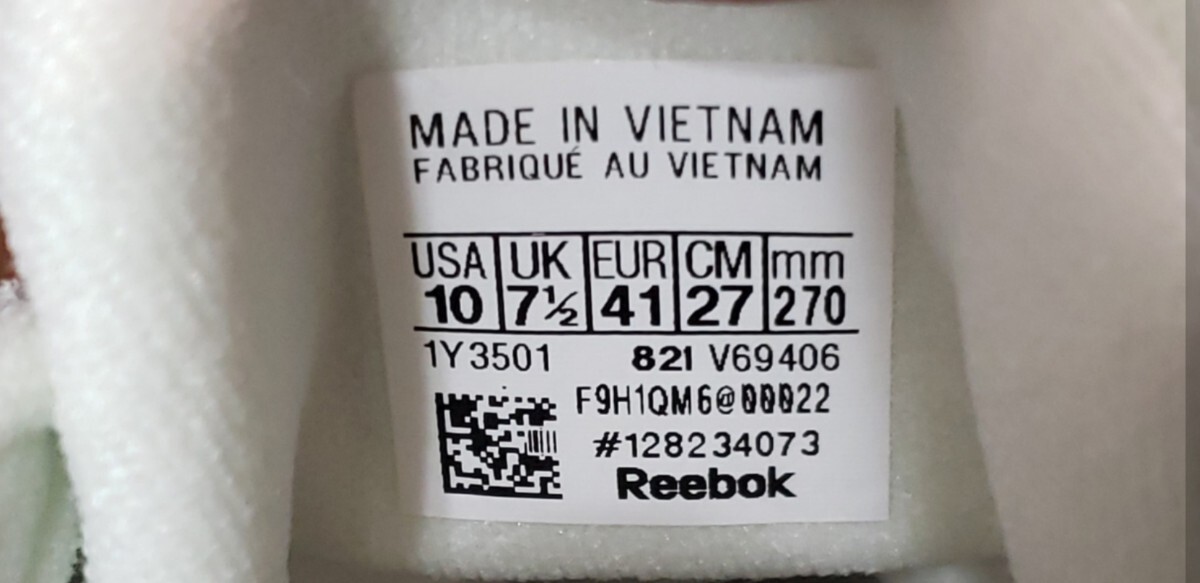 MADE IN VIETNAM
FABRIQUÉ AU VIETNAM
USA UK EUR CM mm
10 7½ 41 27 270
1Y3501 821 V69406
F9H1QM6@00022
#128234073
Reebok